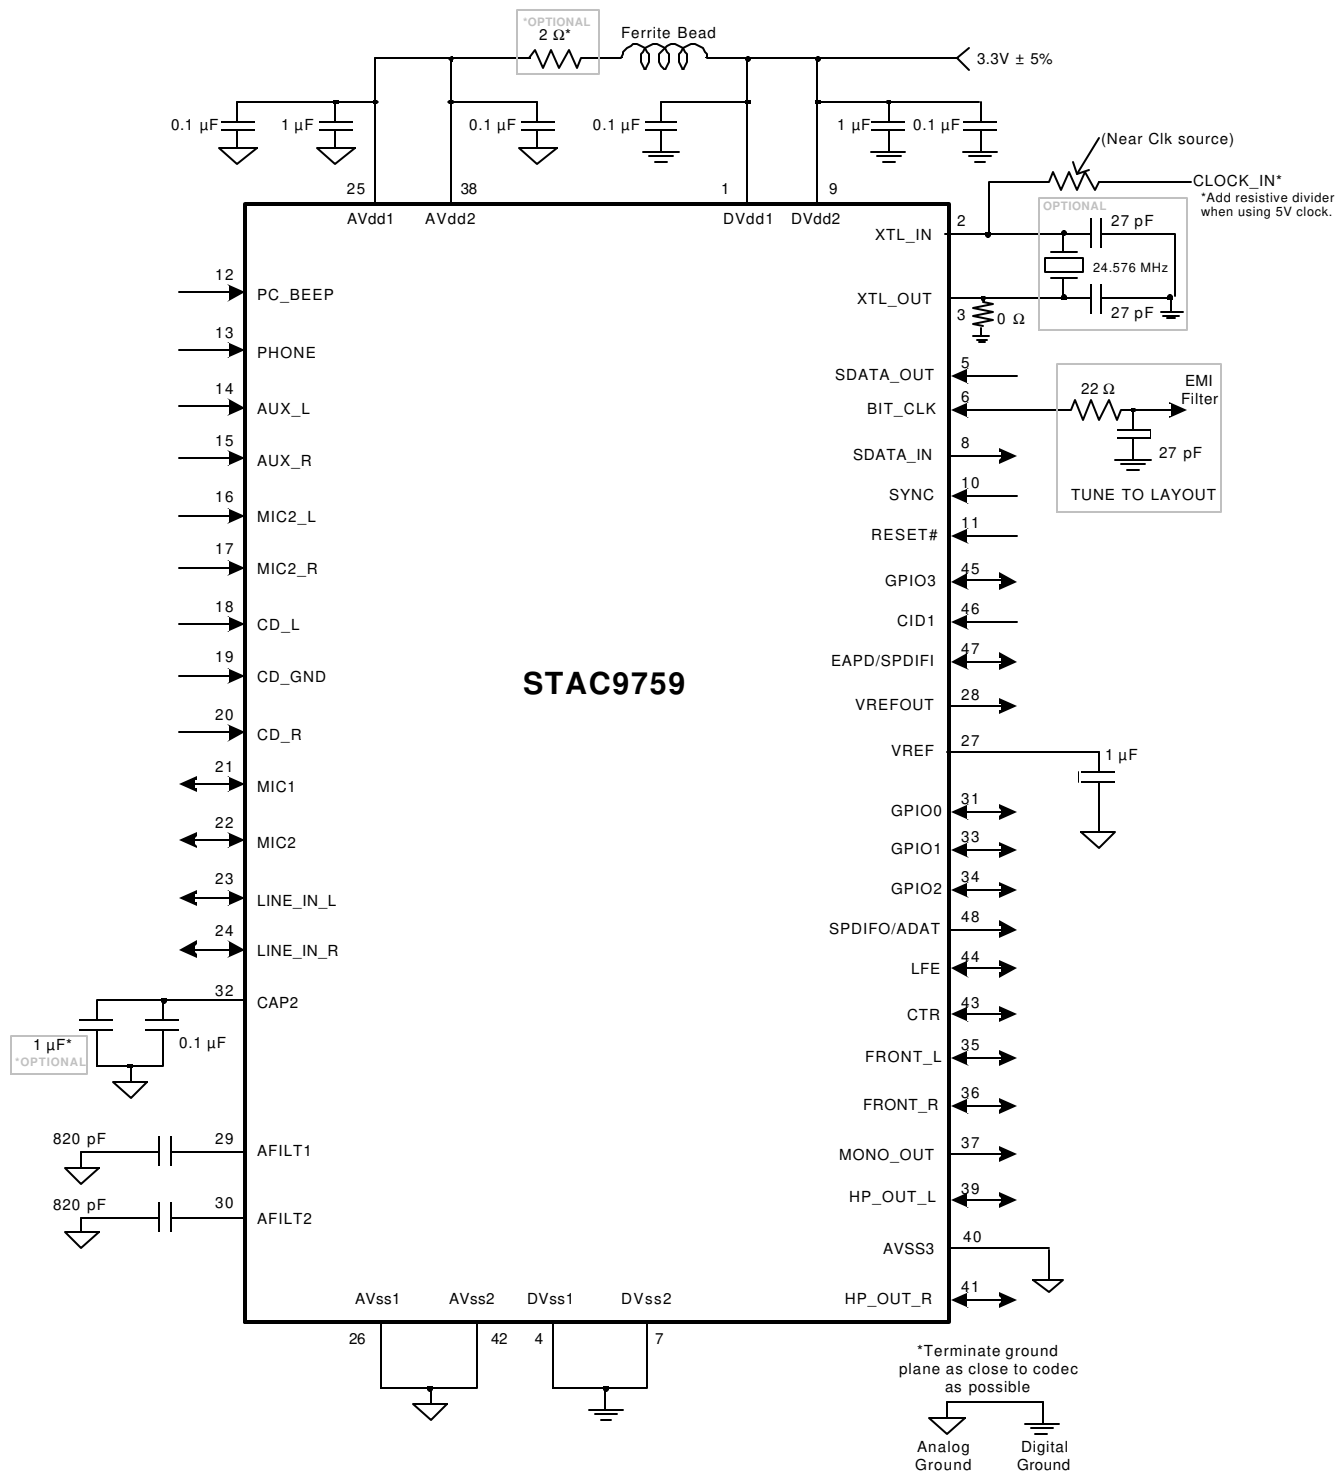 *OPTIONAL
2 Ω*
Ferrite Bead
3.3V ± 5%
0.1 µF
1 µF
0.1 µF
0.1 µF
1 µF
0.1 µF
(Near Clk source)
CLOCK_IN*
*Add resistive divider
when using 5V clock.
25
38
1
9
AVdd1
AVdd2
DVdd1
DVdd2
2
XTL_IN
OPTIONAL
27 pF
24.576 MHz
XTL_OUT
3
0 Ω
27 pF
12
PC_BEEP
13
PHONE
14
AUX_L
15
AUX_R
16
MIC2_L
17
MIC2_R
18
CD_L
19
CD_GND
20
CD_R
21
MIC1
22
MIC2
23
LINE_IN_L
24
LINE_IN_R
32
CAP2
1 µF*
*OPTIONAL
0.1 µF
820 pF
29
AFILT1
820 pF
30
AFILT2
STAC9759
SDATA_OUT
5
BIT_CLK
6
22 Ω
EMI
Filter
27 pF
TUNE TO LAYOUT
SDATA_IN
8
SYNC
10
RESET#
11
GPIO3
45
CID1
46
EAPD/SPDIFI
47
VREFOUT
28
VREF
27
1 µF
GPIO0
31
GPIO1
33
GPIO2
34
SPDIFO/ADAT
48
LFE
44
CTR
43
FRONT_L
35
FRONT_R
36
MONO_OUT
37
HP_OUT_L
39
AVSS3
40
HP_OUT_R
41
AVss1
AVss2
DVss1
DVss2
26
42
4
7
*Terminate ground
plane as close to codec
as possible
Analog
Ground
Digital
Ground